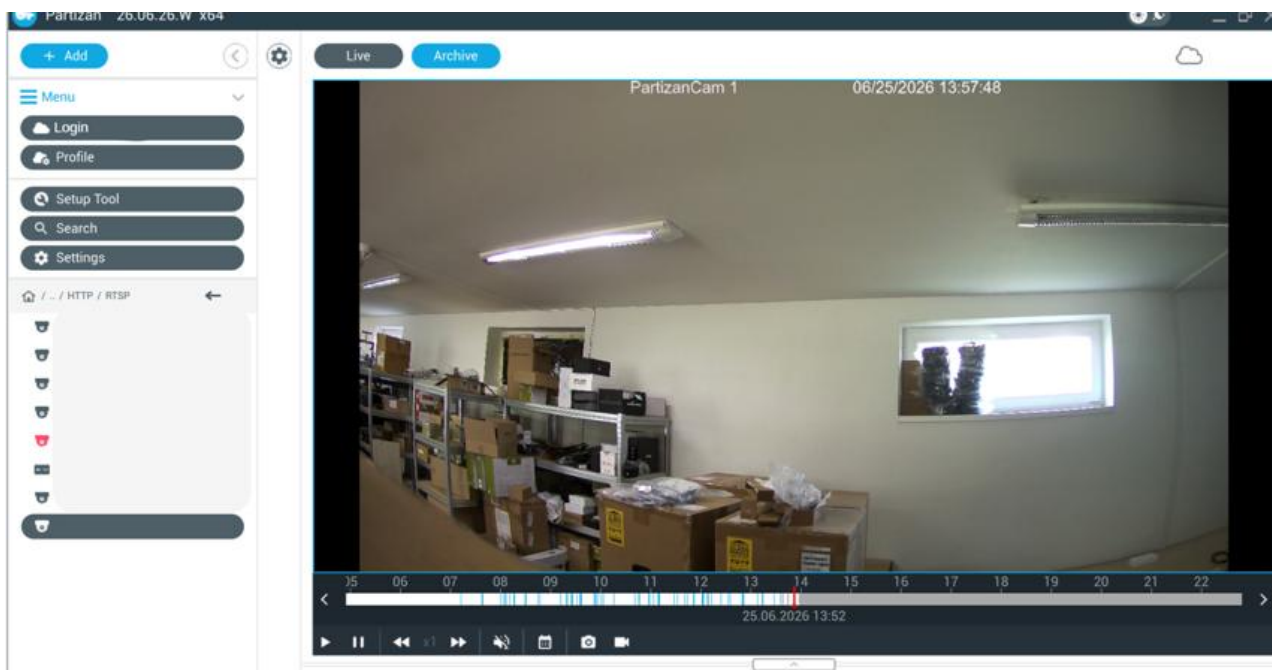 Partizan 26.06.26.W x64
+ Add
Live
Archive
Menu
Login
Profile
Setup Tool
Search
Settings
/ .. / HTTP / RTSP
PartizanCam 1
06/25/2026 13:57:48
05 06 07 08 09 10 11 12 13 14 15 16 17 18 19 20 21 22
25.06.2026 13:52
x1